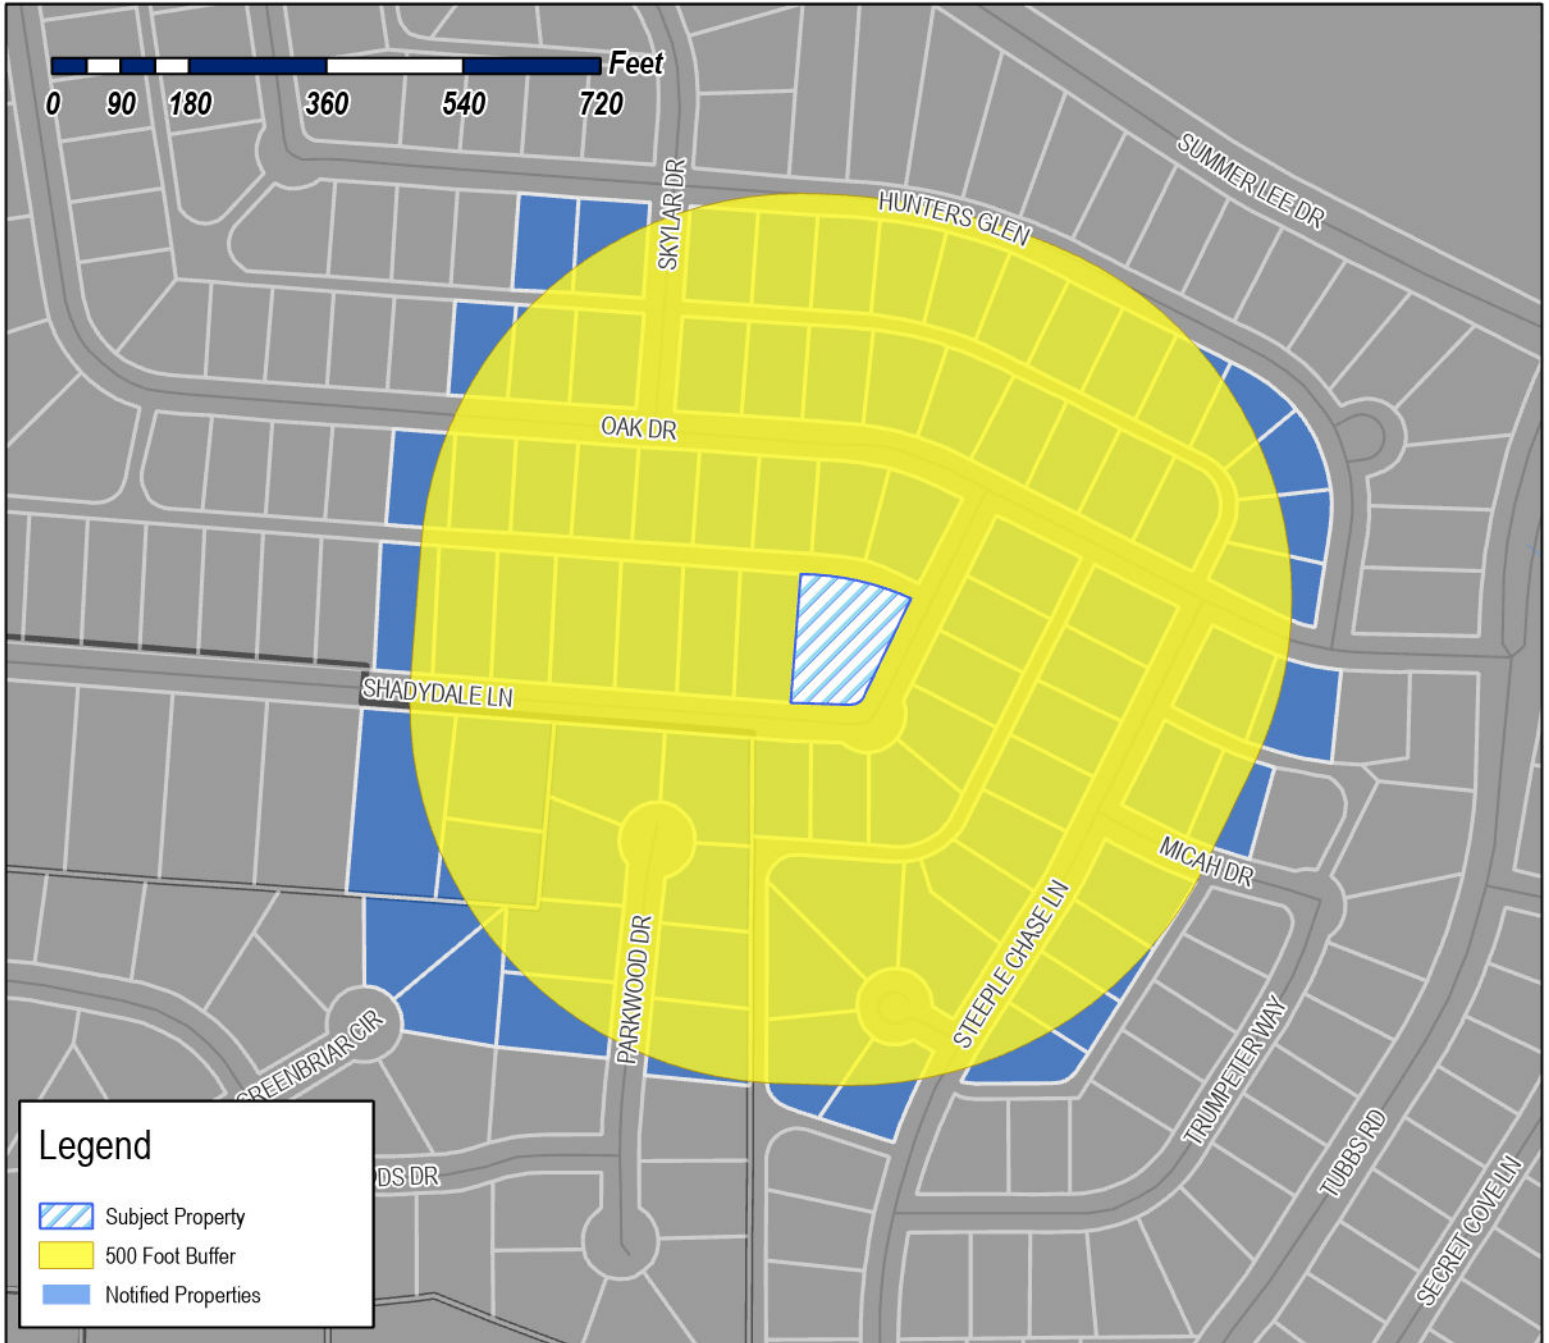 Feet
0 90 180 360 540 720
SUMMER LEE DR
SKYLAR DR
HUNTERS GLEN
OAK DR
SHADYDALE LN
MICAH DR
STEEPLE CHASE LN
PARKWOOD DR
TRUMPETER WAY
GREENBRIAR CIR
TUBBS RD
SECRET COVE LN
DS DR
Legend
Subject Property
500 Foot Buffer
Notified Properties